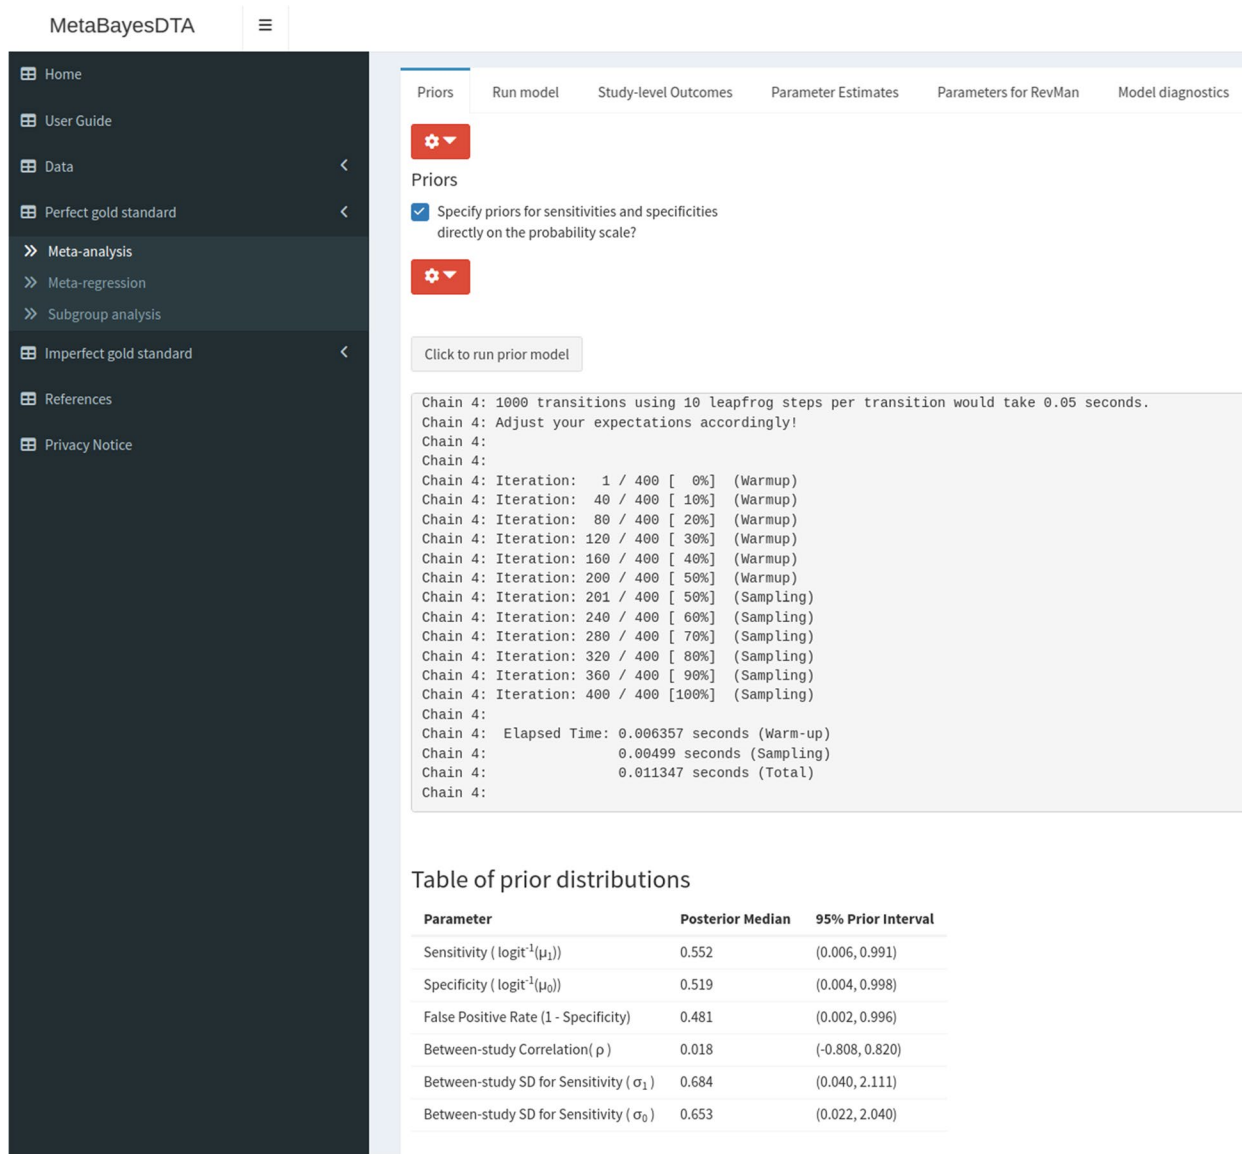 MetaBayesDTA
Home
User Guide
Data
Perfect gold standard
Meta-analysis
Meta-regression
Subgroup analysis
Imperfect gold standard
References
Privacy Notice
Priors Run model Study-level Outcomes Parameter Estimates Parameters for RevMan Model diagnostics
Priors
Specify priors for sensitivities and specificities
directly on the probability scale?
Click to run prior model
Chain 4: 1000 transitions using 10 leapfrog steps per transition would take 0.05 seconds.
Chain 4: Adjust your expectations accordingly!
Chain 4:
Chain 4:
Chain 4: Iteration:   1 / 400 [  0%]  (Warmup)
Chain 4: Iteration:  40 / 400 [ 10%]  (Warmup)
Chain 4: Iteration:  80 / 400 [ 20%]  (Warmup)
Chain 4: Iteration: 120 / 400 [ 30%]  (Warmup)
Chain 4: Iteration: 160 / 400 [ 40%]  (Warmup)
Chain 4: Iteration: 200 / 400 [ 50%]  (Warmup)
Chain 4: Iteration: 201 / 400 [ 50%]  (Sampling)
Chain 4: Iteration: 240 / 400 [ 60%]  (Sampling)
Chain 4: Iteration: 280 / 400 [ 70%]  (Sampling)
Chain 4: Iteration: 320 / 400 [ 80%]  (Sampling)
Chain 4: Iteration: 360 / 400 [ 90%]  (Sampling)
Chain 4: Iteration: 400 / 400 [100%]  (Sampling)
Chain 4:
Chain 4:  Elapsed Time: 0.006357 seconds (Warm-up)
Chain 4:                0.00499 seconds (Sampling)
Chain 4:                0.011347 seconds (Total)
Chain 4:
Table of prior distributions
Parameter Posterior Median 95% Prior Interval
Sensitivity ( logit⁻¹(μ₁)) 0.552 (0.006, 0.991)
Specificity ( logit⁻¹(μ₀)) 0.519 (0.004, 0.998)
False Positive Rate (1 - Specificity) 0.481 (0.002, 0.996)
Between-study Correlation( ρ ) 0.018 (-0.808, 0.820)
Between-study SD for Sensitivity ( σ₁ ) 0.684 (0.040, 2.111)
Between-study SD for Sensitivity ( σ₀ ) 0.653 (0.022, 2.040)